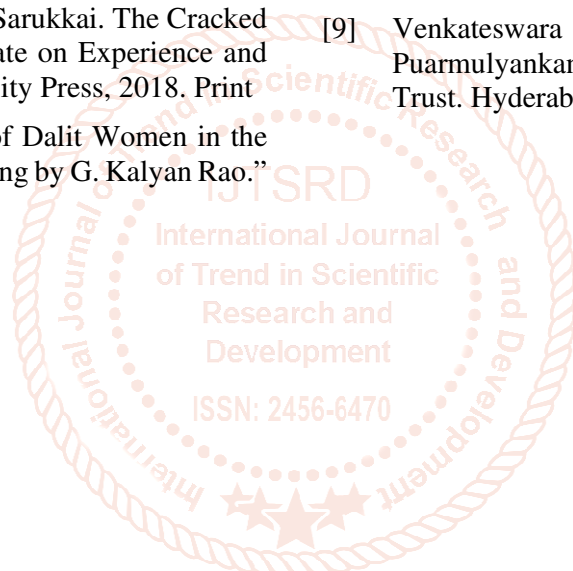 Sarukkai. The Cracked
ate on Experience and
ity Press, 2018. Print
of Dalit Women in the
ng by G. Kalyan Rao.”
[9] Venkateswara
Puarmulyankan
Trust. Hyderab
International Journal of Trend in Scientific Research and Development
IJTSRD
International Journal
of Trend in Scientific
Research and
Development
ISSN: 2456-6470